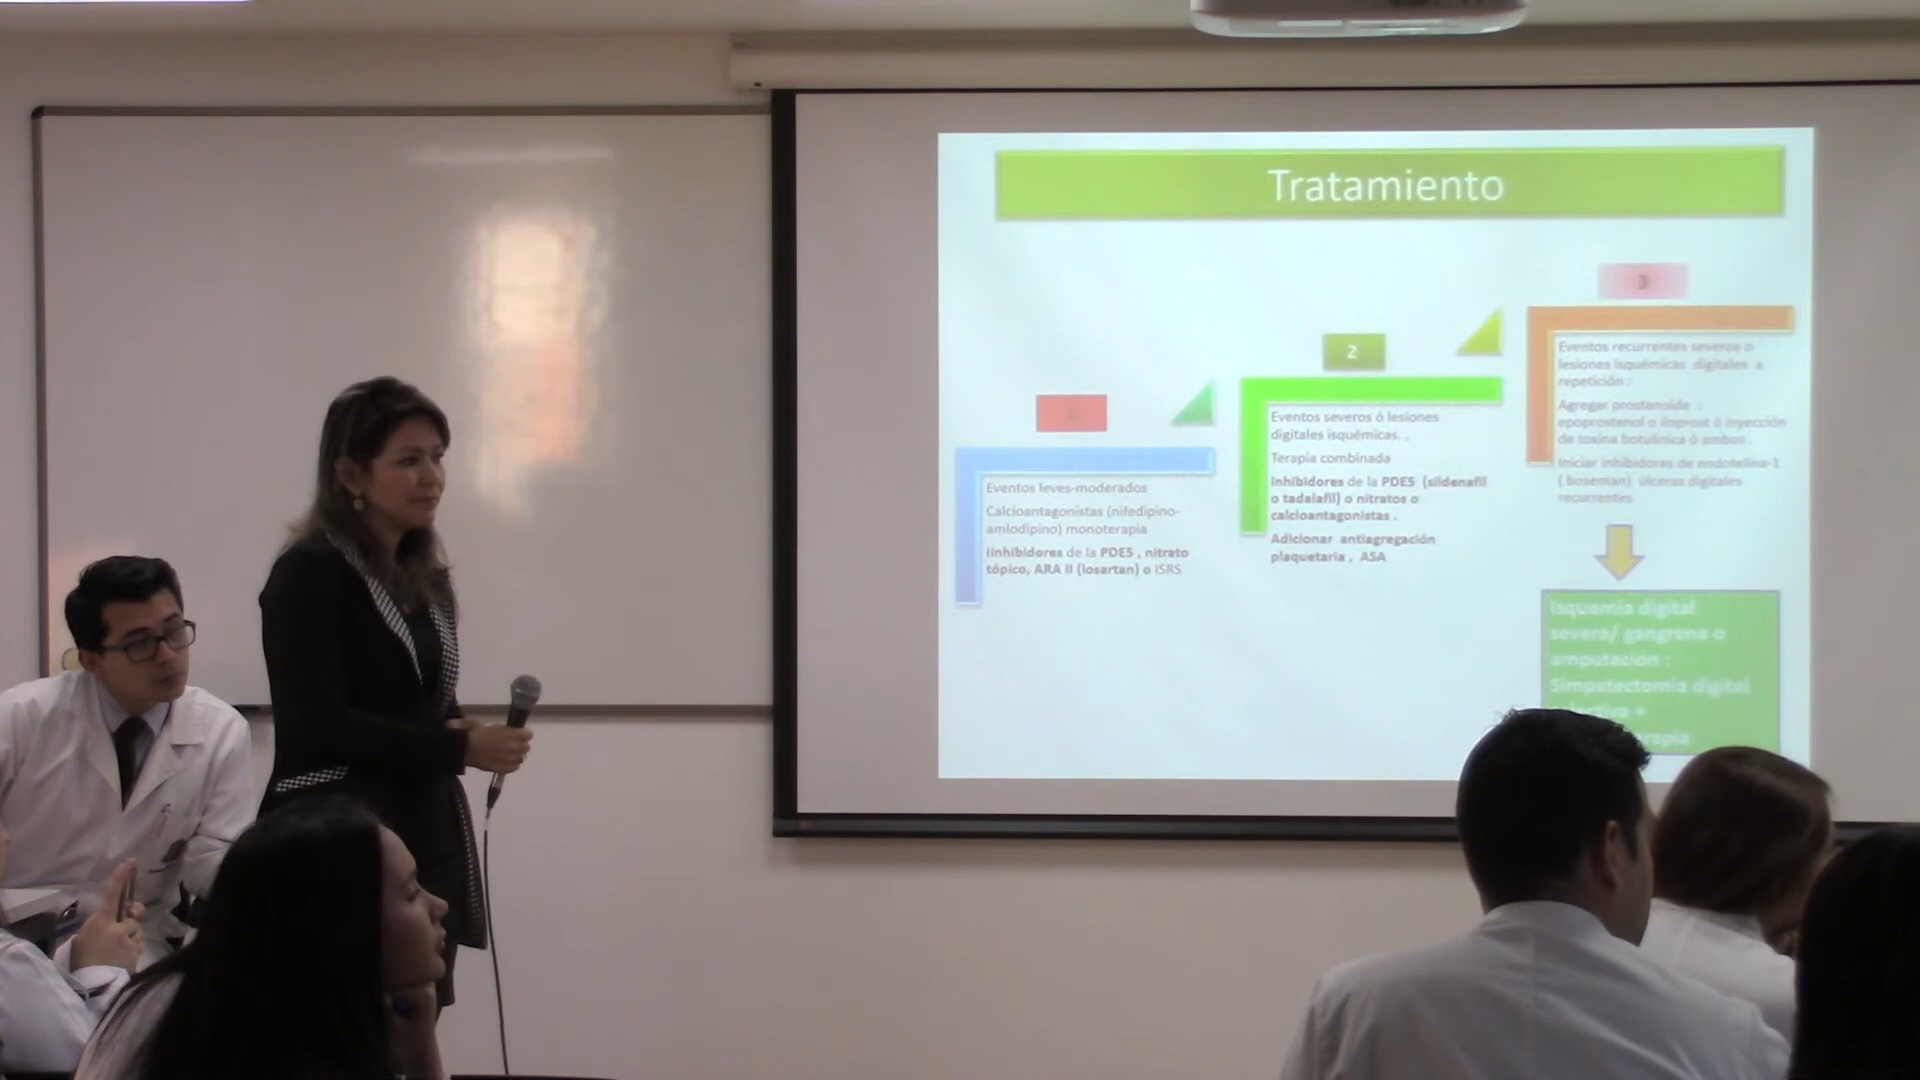 Tratamiento
Eventos leves-moderados
Calcioantagonistas (nifedipino-
amlodipino) monoterapia
Iinhibidores de la PDE5 , nitrato
tópico, ARA II (losartan) o ISRS
2
Eventos severos ó lesiones
digitales isquémicas. .
Terapia combinada
Inhibidores de la PDE5 (sildenafil
o tadalafil) o nitratos o
calcioantagonistas .
Adicionar antiagregación
plaquetaria , ASA
3
Eventos recurrentes severos o
lesiones isquémicas digitales a
repetición :
Agregar prostanoide :
epoprostenol o iloprost ó inyección
de toxina botulínica ó ambos .
Iniciar inhibidores de endotelina-1
( bosentan) úlceras digitales
recurrentes
Isquemia digital
severa/ gangrena o
amputación :
Simpatectomia digital
+